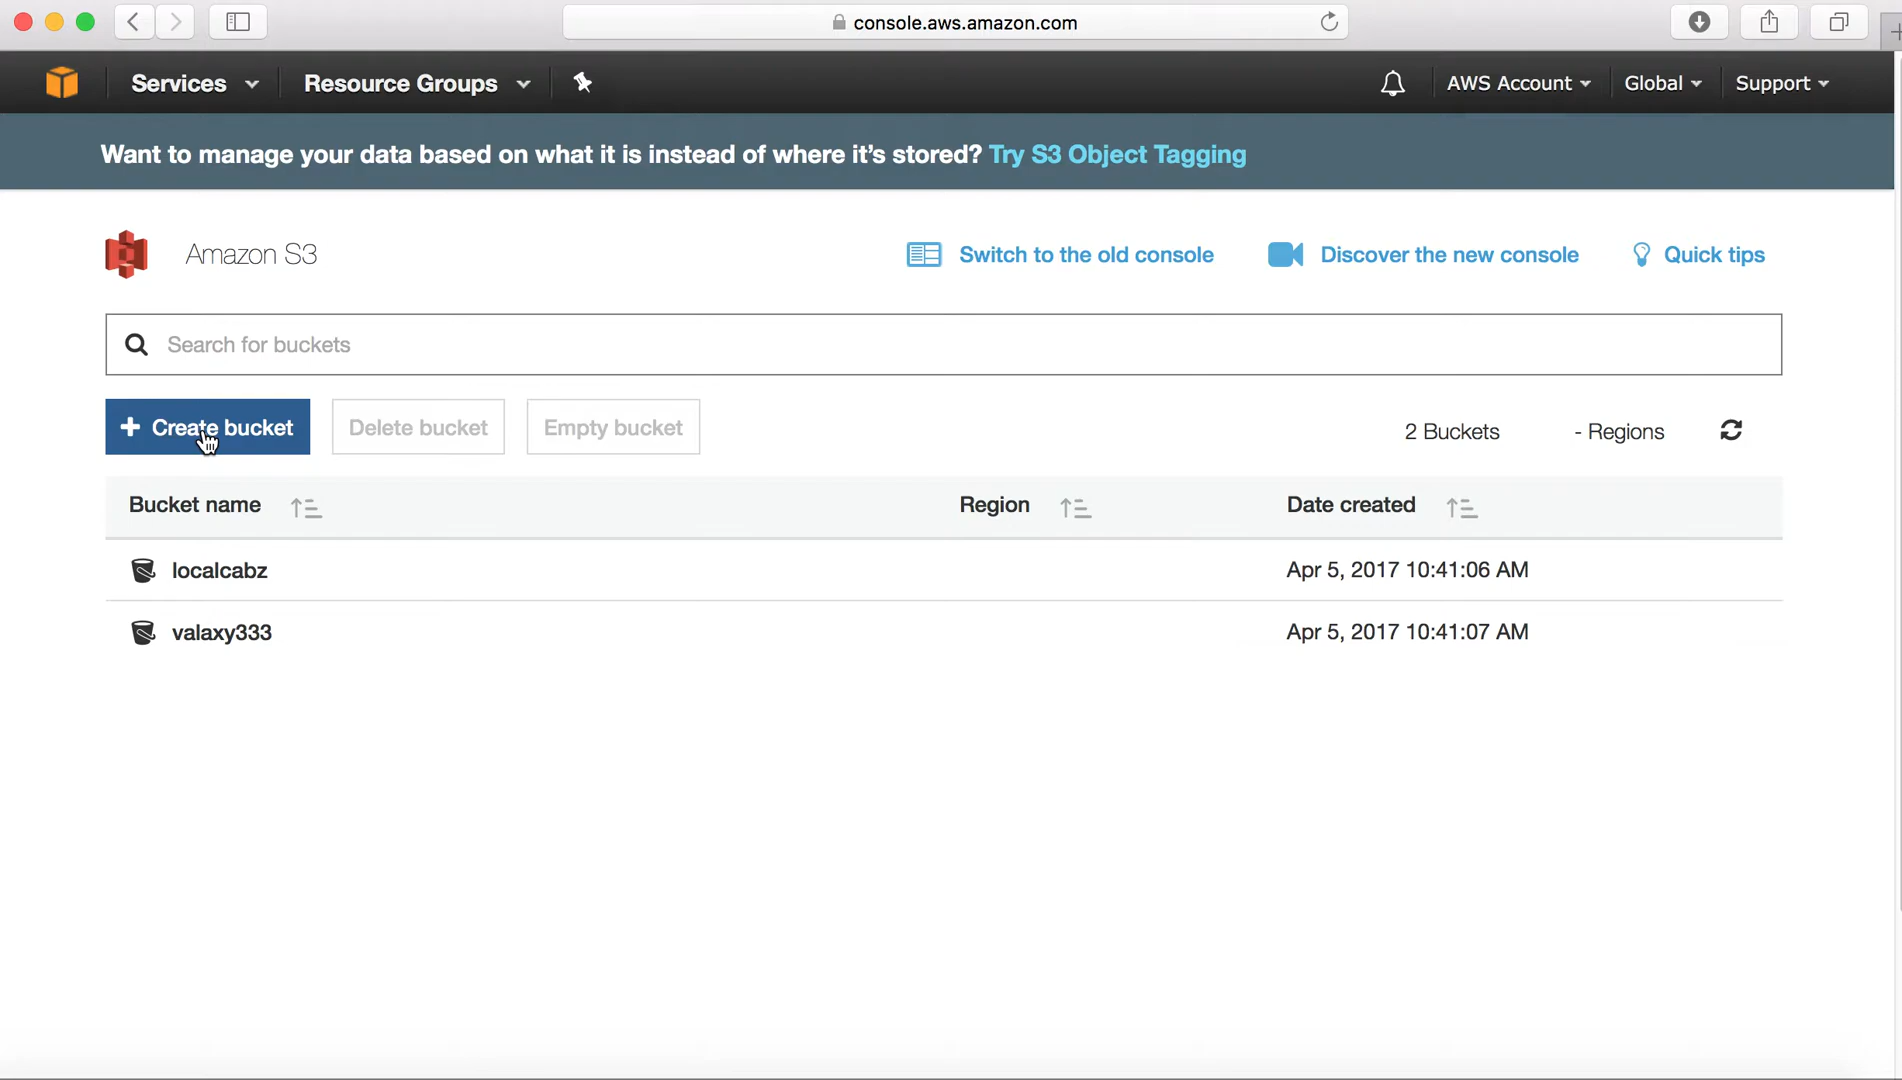 console.aws.amazon.com
Services Resource Groups AWS Account Global Support
Want to manage your data based on what it is instead of where it’s stored? Try S3 Object Tagging
Amazon S3 Switch to the old console Discover the new console Quick tips
Search for buckets
+ Create bucket Delete bucket Empty bucket 2 Buckets - Regions
Bucket name Region Date created
localcabz Apr 5, 2017 10:41:06 AM
valaxy333 Apr 5, 2017 10:41:07 AM